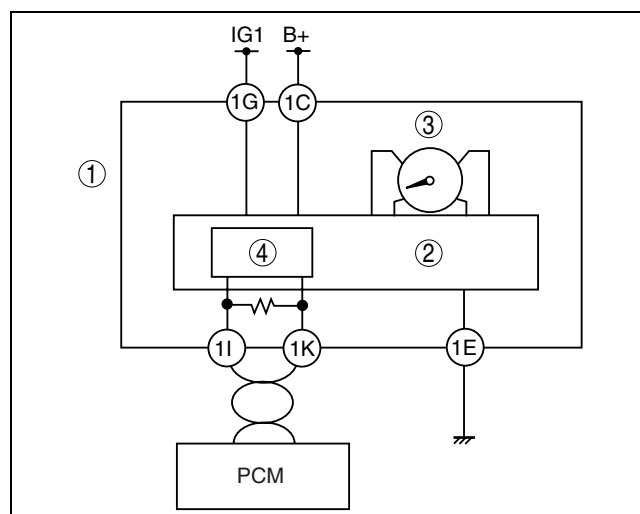 IG1 B+
1G 1C
③
①
④ ②
1I 1K 1E
PCM